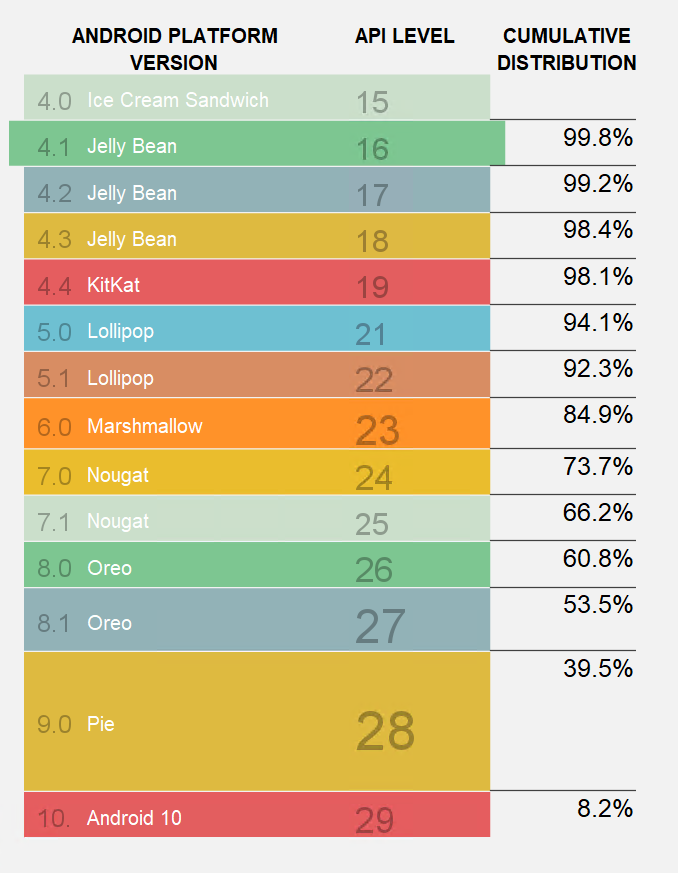 ANDROID PLATFORM VERSION API LEVEL CUMULATIVE DISTRIBUTION
4.0 Ice Cream Sandwich 15
4.1 Jelly Bean 16 99.8%
4.2 Jelly Bean 17 99.2%
4.3 Jelly Bean 18 98.4%
4.4 KitKat 19 98.1%
5.0 Lollipop 21 94.1%
5.1 Lollipop 22 92.3%
6.0 Marshmallow 23 84.9%
7.0 Nougat 24 73.7%
7.1 Nougat 25 66.2%
8.0 Oreo 26 60.8%
8.1 Oreo 27 53.5%
9.0 Pie 28 39.5%
10. Android 10 29 8.2%